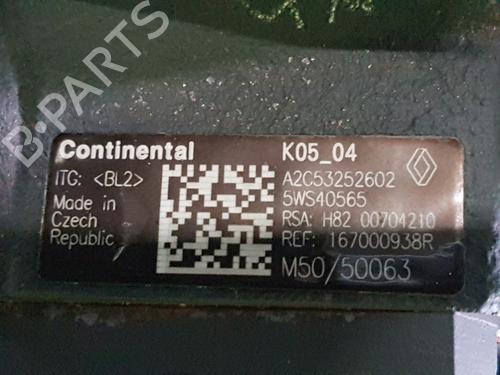 B-PARTS
Continental
K05_04
ITG: <BL2>
A2C53252602
Made in
5WS40565
Czech
RSA: H82 00704210
Republic
REF: 167000938R
M50/50063